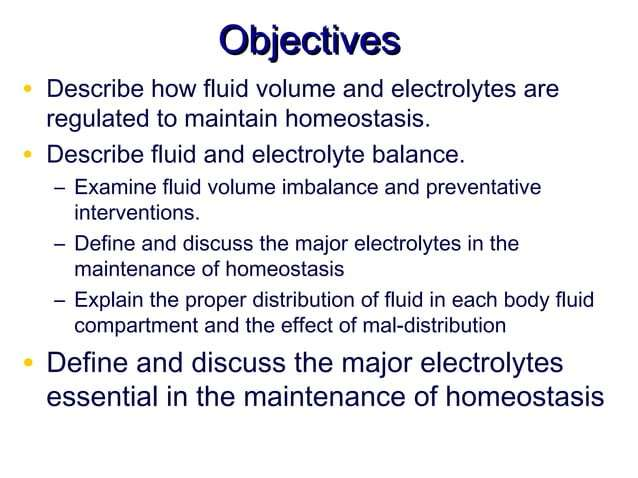 Objectives
• Describe how fluid volume and electrolytes are
regulated to maintain homeostasis.
• Describe fluid and electrolyte balance.
– Examine fluid volume imbalance and preventative
interventions.
– Define and discuss the major electrolytes in the
maintenance of homeostasis
– Explain the proper distribution of fluid in each body fluid
compartment and the effect of mal-distribution
• Define and discuss the major electrolytes
essential in the maintenance of homeostasis